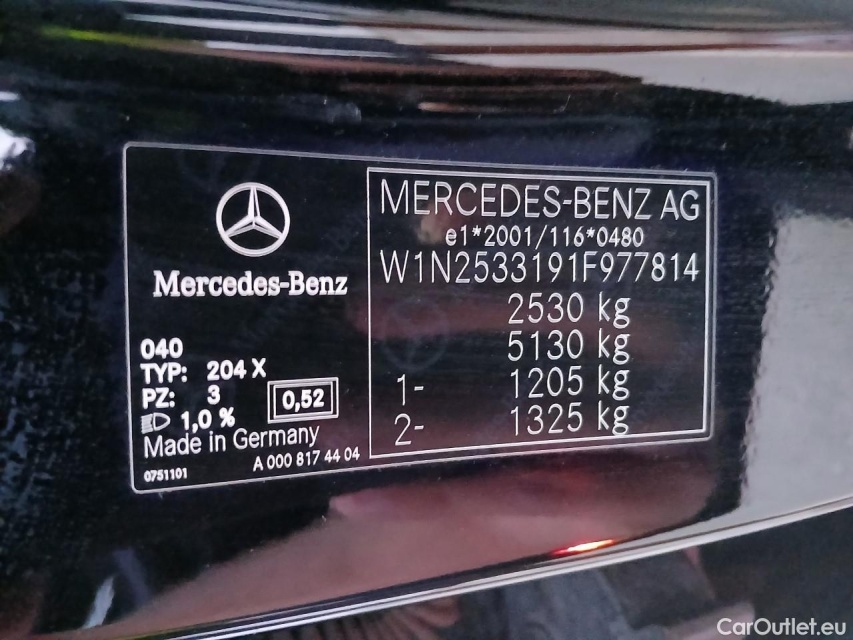 Mercedes-Benz
040
TYP: 204 X
PZ: 3
1,0 %
0,52
Made in Germany
0751101
A 000 817 44 04
MERCEDES-BENZ AG
e1*2001/116*0480
W1N2533191F977814
2530 kg
5130 kg
1- 1205 kg
2- 1325 kg
CarOutlet.eu